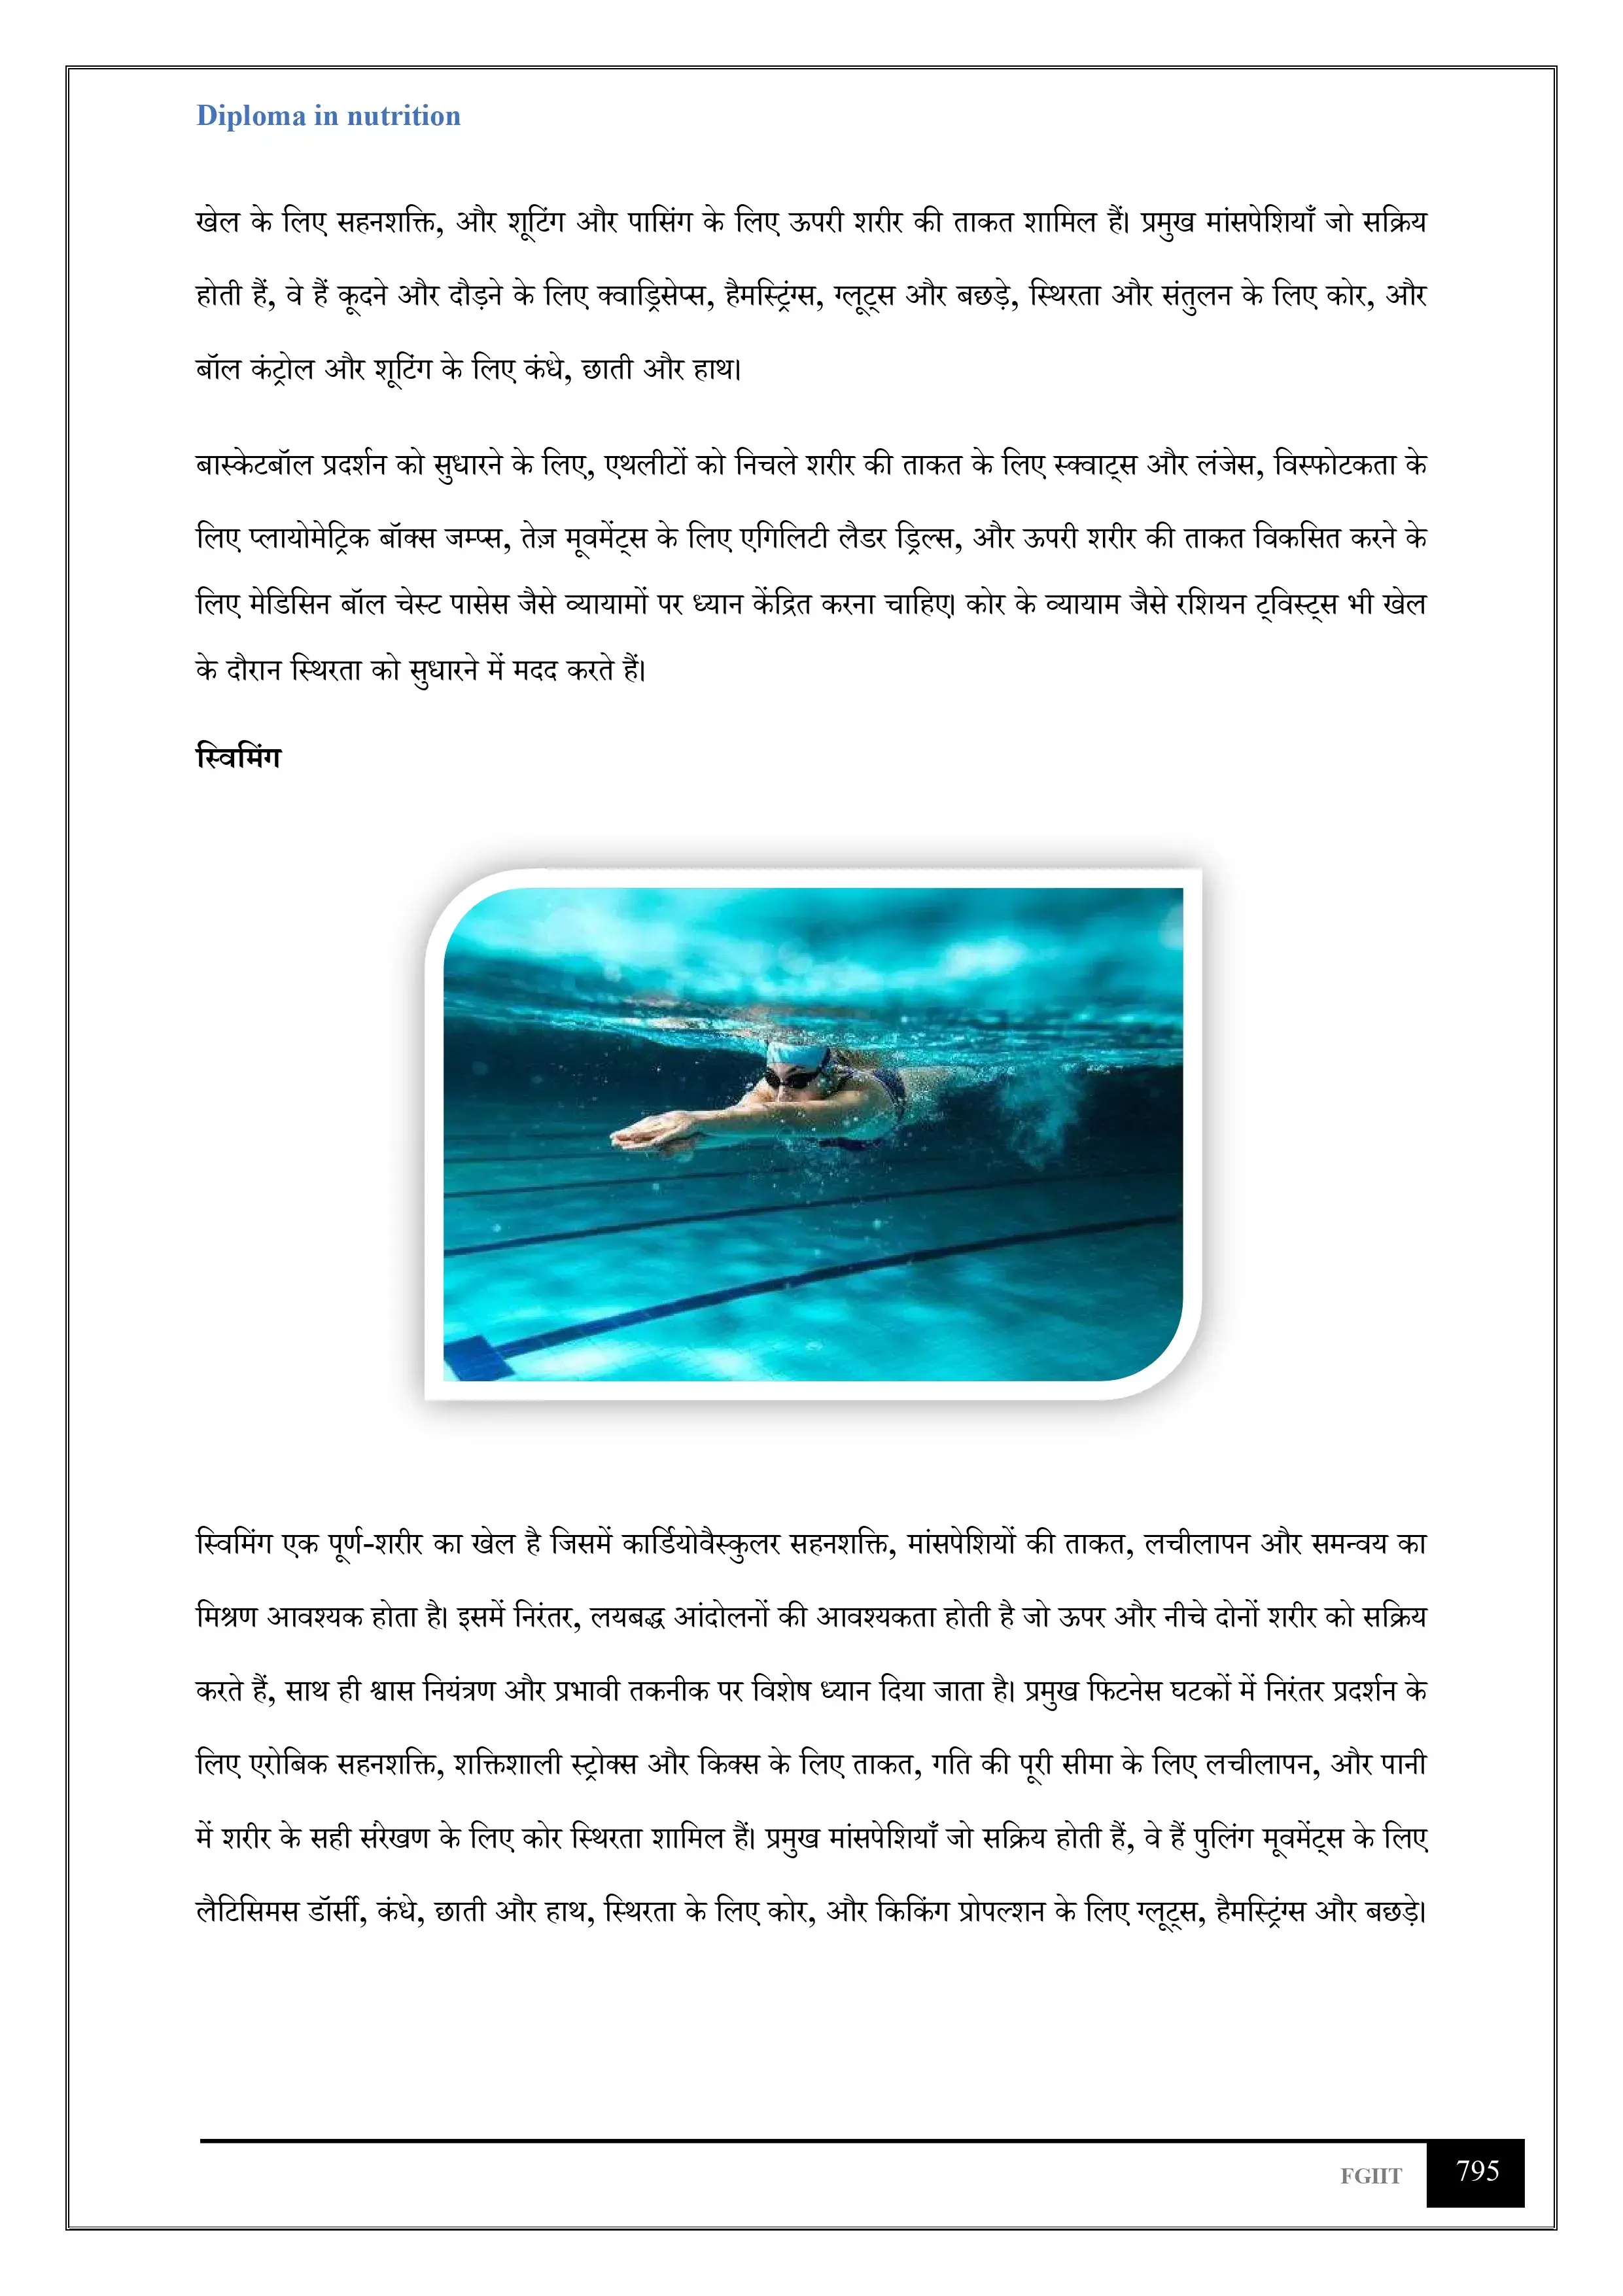 Diploma in nutrition
खेल के लिए सहनशक्ति, और शूटिंग और पासिंग के लिए ऊपरी शरीर की ताकत शामिल हैं। प्रमुख मांसपेशियाँ जो सक्रिय
होती हैं, वे हैं कूदने और दौड़ने के लिए क्वाड्रिसेप्स, हैमस्ट्रिंग्स, ग्लूट्स और बछड़े, स्थिरता और संतुलन के लिए कोर, और
बॉल कंट्रोल और शूटिंग के लिए कंधे, छाती और हाथ।
बास्केटबॉल प्रदर्शन को सुधारने के लिए, एथलीटों को निचले शरीर की ताकत के लिए स्क्वाट्स और लंजेस, विस्फोटकता के
लिए प्लायोमेट्रिक बॉक्स जम्प्स, तेज़ मूवमेंट्स के लिए एगिलिटी लैडर ड्रिल्स, और ऊपरी शरीर की ताकत विकसित करने के
लिए मेडिसिन बॉल चेस्ट पासेस जैसे व्यायामों पर ध्यान केंद्रित करना चाहिए। कोर के व्यायाम जैसे रशियन ट्विस्ट्स भी खेल
के दौरान स्थिरता को सुधारने में मदद करते हैं।
स्विमिंग
स्विमिंग एक पूर्ण-शरीर का खेल है जिसमें कार्डियोवैस्कुलर सहनशक्ति, मांसपेशियों की ताकत, लचीलापन और समन्वय का
मिश्रण आवश्यक होता है। इसमें निरंतर, लयबद्ध आंदोलनों की आवश्यकता होती है जो ऊपर और नीचे दोनों शरीर को सक्रिय
करते हैं, साथ ही श्वास नियंत्रण और प्रभावी तकनीक पर विशेष ध्यान दिया जाता है। प्रमुख फिटनेस घटकों में निरंतर प्रदर्शन के
लिए एरोबिक सहनशक्ति, शक्तिशाली स्ट्रोक्स और किक्स के लिए ताकत, गति की पूरी सीमा के लिए लचीलापन, और पानी
में शरीर के सही संरेखण के लिए कोर स्थिरता शामिल हैं। प्रमुख मांसपेशियाँ जो सक्रिय होती हैं, वे हैं पुलिंग मूवमेंट्स के लिए
लैटिसिमस डॉर्सी, कंधे, छाती और हाथ, स्थिरता के लिए कोर, और किकिंग प्रोपल्शन के लिए ग्लूट्स, हैमस्ट्रिंग्स और बछड़े।
FGIIT 795